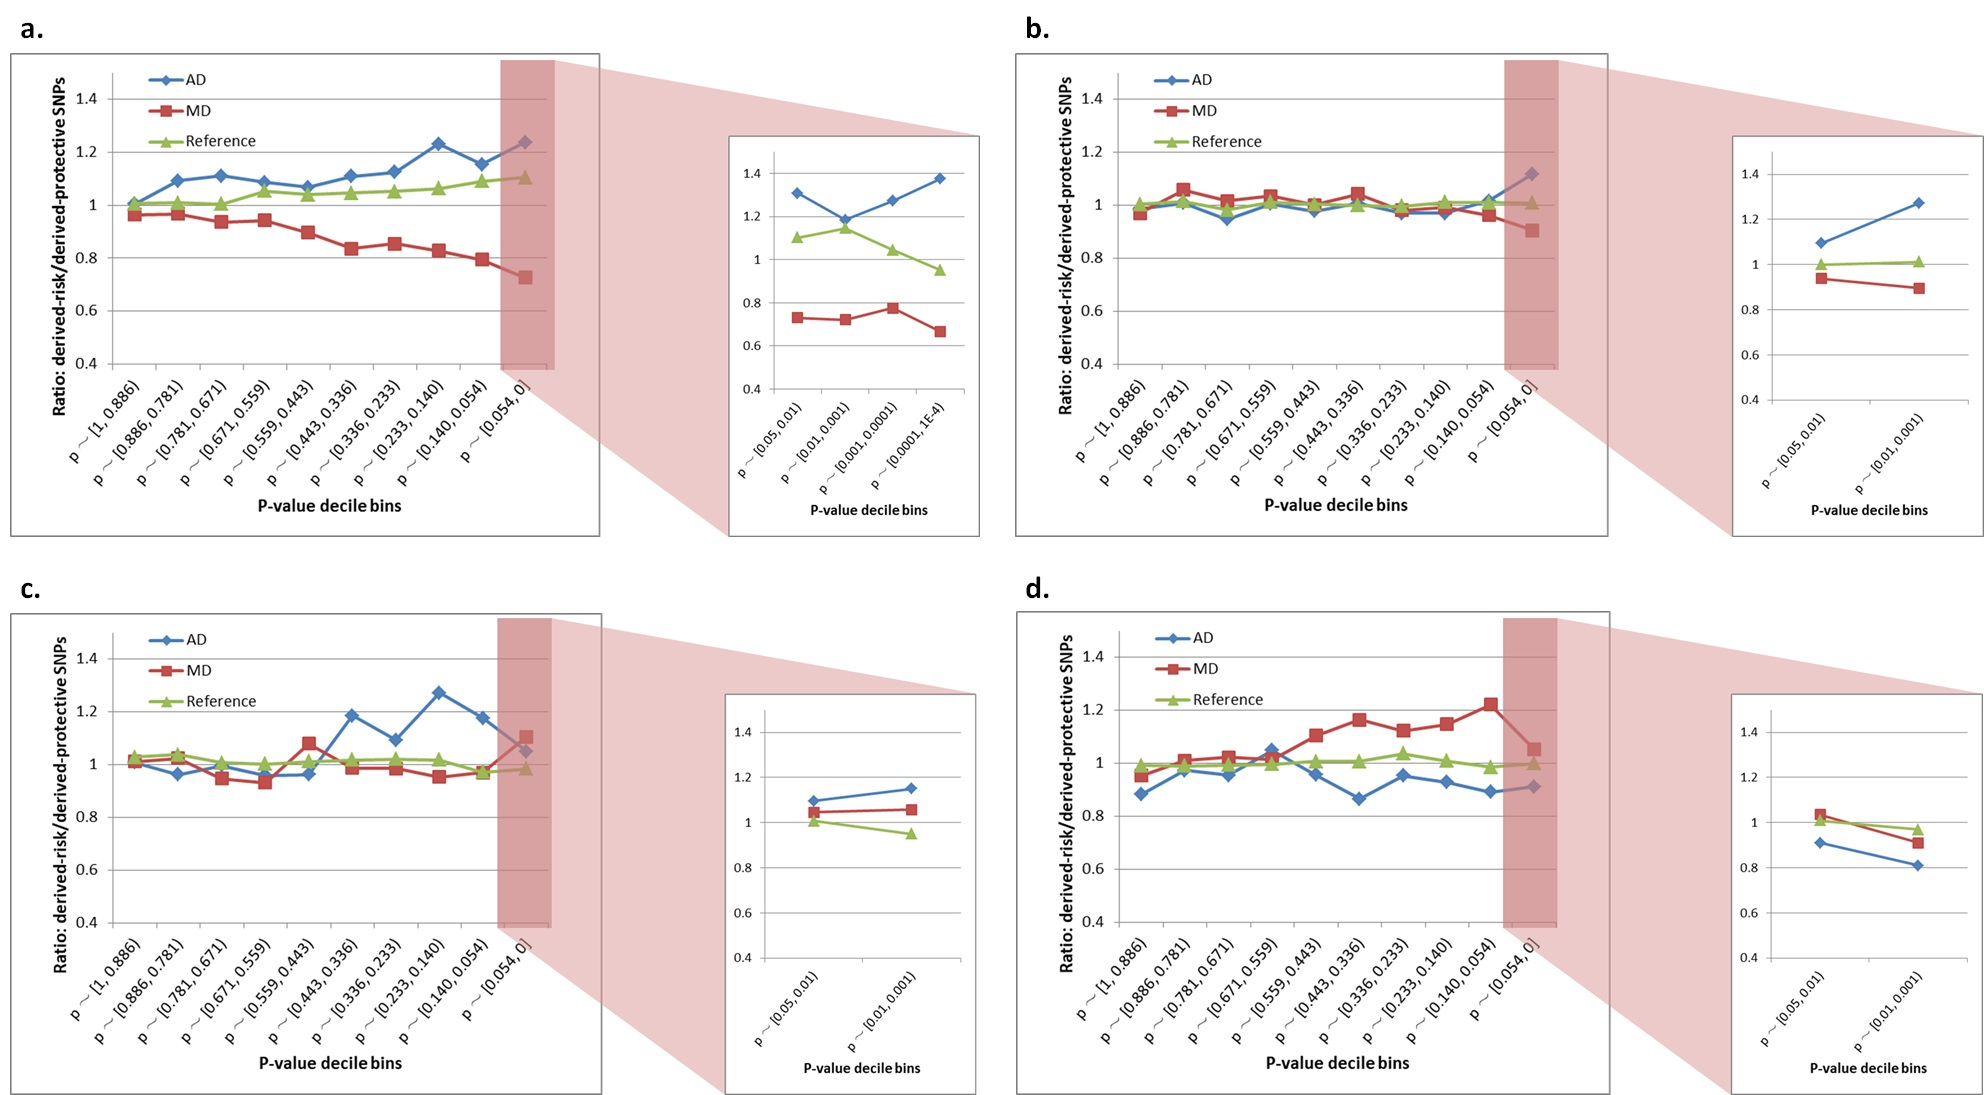 a.
Ratio: derived-risk/derived-protective SNPs
AD
MD
Reference
1.4
1.2
1
0.8
0.6
0.4
p ~ [1, 0.886)
p ~ [0.886, 0.781)
p ~ [0.781, 0.671)
p ~ [0.671, 0.559)
p ~ [0.559, 0.443)
p ~ [0.443, 0.336)
p ~ [0.336, 0.233)
p ~ [0.233, 0.140)
p ~ [0.140, 0.054)
p ~ [0.054, 0]
P-value decile bins
1.4
1.2
1
0.8
0.6
0.4
p ~ [0.05, 0.01)
p ~ [0.01, 0.001)
p ~ [0.001, 0.0001)
p ~ [0.0001, 1E-4)
P-value decile bins
b.
Ratio: derived-risk/derived-protective SNPs
AD
MD
Reference
1.4
1.2
1
0.8
0.6
0.4
p ~ [1, 0.886)
p ~ [0.886, 0.781)
p ~ [0.781, 0.671)
p ~ [0.671, 0.559)
p ~ [0.559, 0.443)
p ~ [0.443, 0.336)
p ~ [0.336, 0.233)
p ~ [0.233, 0.140)
p ~ [0.140, 0.054)
p ~ [0.054, 0]
P-value decile bins
1.4
1.2
1
0.8
0.6
0.4
p ~ [0.05, 0.01)
p ~ [0.01, 0.001)
P-value decile bins
c.
Ratio: derived-risk/derived-protective SNPs
AD
MD
Reference
1.4
1.2
1
0.8
0.6
0.4
p ~ [1, 0.886)
p ~ [0.886, 0.781)
p ~ [0.781, 0.671)
p ~ [0.671, 0.559)
p ~ [0.559, 0.443)
p ~ [0.443, 0.336)
p ~ [0.336, 0.233)
p ~ [0.233, 0.140)
p ~ [0.140, 0.054)
p ~ [0.054, 0]
P-value decile bins
1.4
1.2
1
0.8
0.6
0.4
p ~ [0.05, 0.01)
p ~ [0.01, 0.001)
P-value decile bins
d.
Ratio: derived-risk/derived-protective SNPs
AD
MD
Reference
1.4
1.2
1
0.8
0.6
0.4
p ~ [1, 0.886)
p ~ [0.886, 0.781)
p ~ [0.781, 0.671)
p ~ [0.671, 0.559)
p ~ [0.559, 0.443)
p ~ [0.443, 0.336)
p ~ [0.336, 0.233)
p ~ [0.233, 0.140)
p ~ [0.140, 0.054)
p ~ [0.054, 0]
P-value decile bins
1.4
1.2
1
0.8
0.6
0.4
p ~ [0.05, 0.01)
p ~ [0.01, 0.001)
P-value decile bins